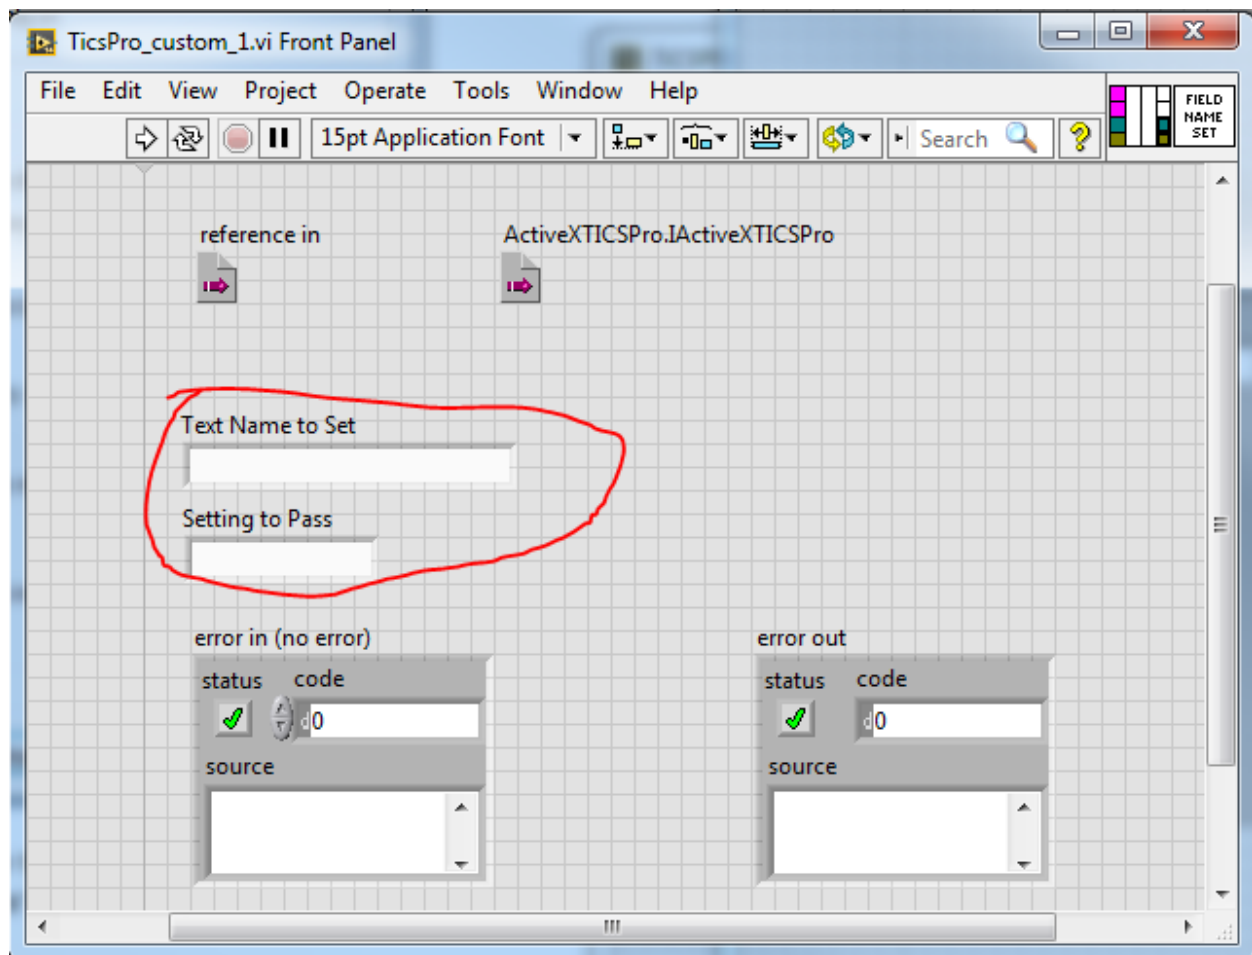 TicsPro_custom_1.vi Front Panel
File Edit View Project Operate Tools Window Help
15pt Application Font Search
FIELD
NAME
SET
reference in ActiveXTICSPro.IActiveXTICSPro
Text Name to Set
Setting to Pass
error in (no error) error out
status code status code
d0 d0
source source